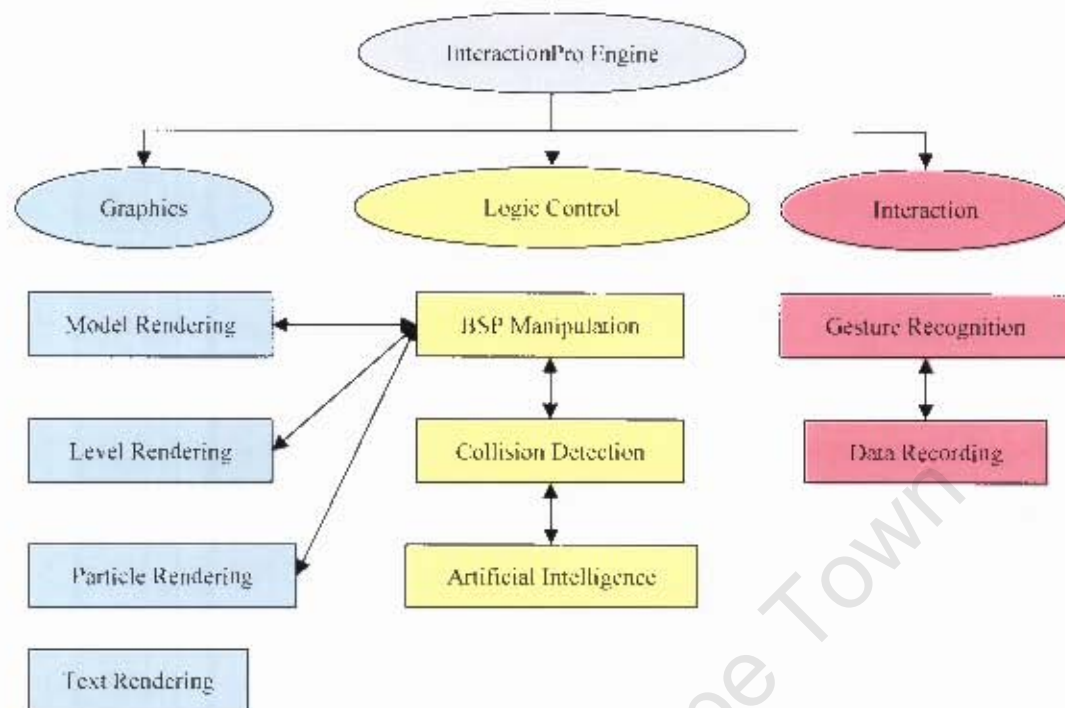 InteractionPro Engine
Graphics
Logic Control
Interaction
Model Rendering
BSP Manipulation
Gesture Recognition
Level Rendering
Collision Detection
Data Recording
Particle Rendering
Artificial Intelligence
Text Rendering
Town